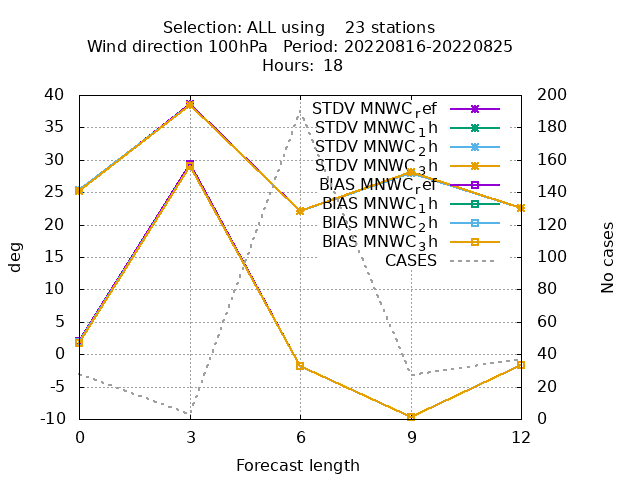 Selection: ALL using    23 stations
Wind direction 100hPa   Period: 20220816-20220825
Hours: 18
40 200
35 180
30 160
25 140
20 120
15 100
10 80
5 60
0 40
-5 20
-10 0
STDV MNWC_ref
STDV MNWC_1h
STDV MNWC_2h
STDV MNWC_3h
BIAS MNWC_ref
BIAS MNWC_1h
BIAS MNWC_2h
BIAS MNWC_3h
CASES
deg
No cases
0 3 6 9 12
Forecast length